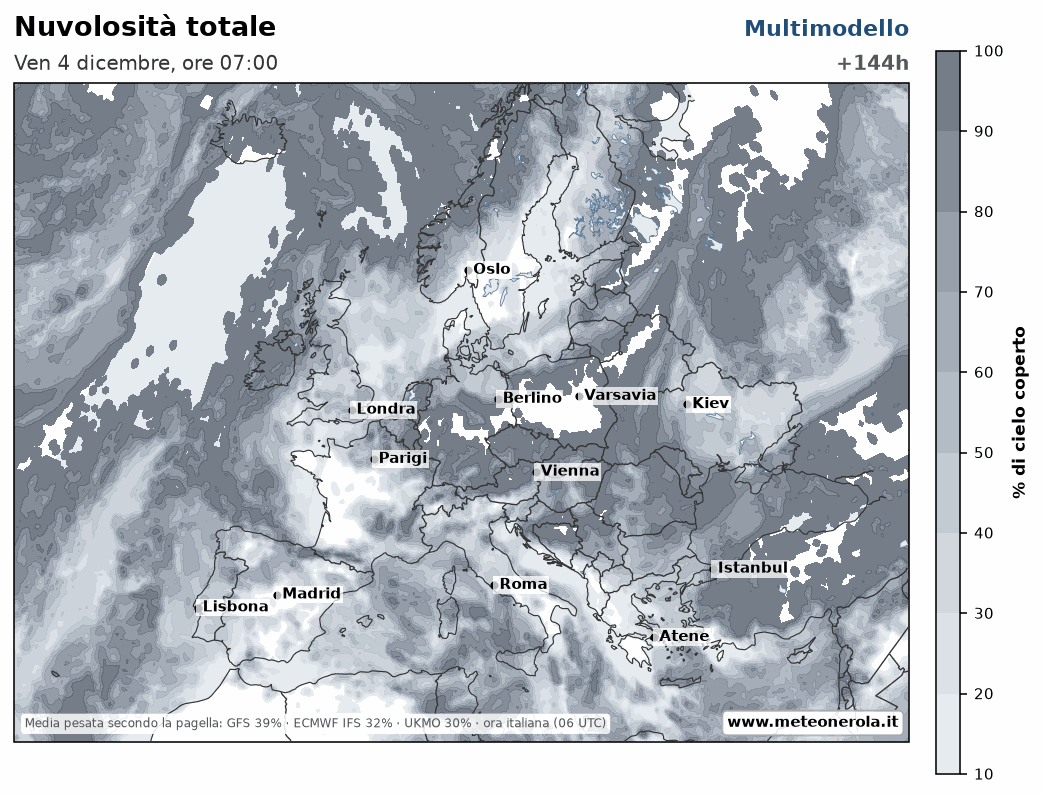 Nuvolosità totale
Multimodello
Ven 4 dicembre, ore 07:00
+144h
100
90
80
70
60
50
40
30
20
10
% di cielo coperto
Oslo
Berlino
Varsavia
Kiev
Londra
Parigi
Vienna
Istanbul
Roma
Madrid
Lisbona
Atene
Media pesata secondo la pagella: GFS 39% · ECMWF IFS 32% · UKMO 30% · ora italiana (06 UTC)
www.meteonerola.it